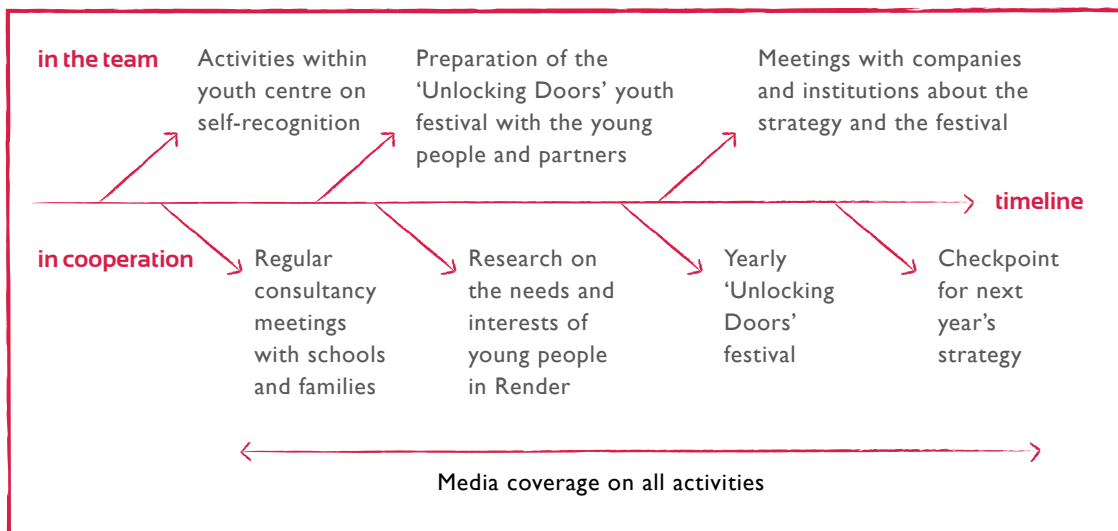 in the team
Activities within
youth centre on
self-recognition
Preparation of the
‘Unlocking Doors’ youth
festival with the young
people and partners
Meetings with companies
and institutions about the
strategy and the festival
timeline
in cooperation
Regular
consultancy
meetings
with schools
and families
Research on
the needs and
interests of
young people
in Render
Yearly
‘Unlocking
Doors’
festival
Checkpoint
for next
year’s
strategy
Media coverage on all activities